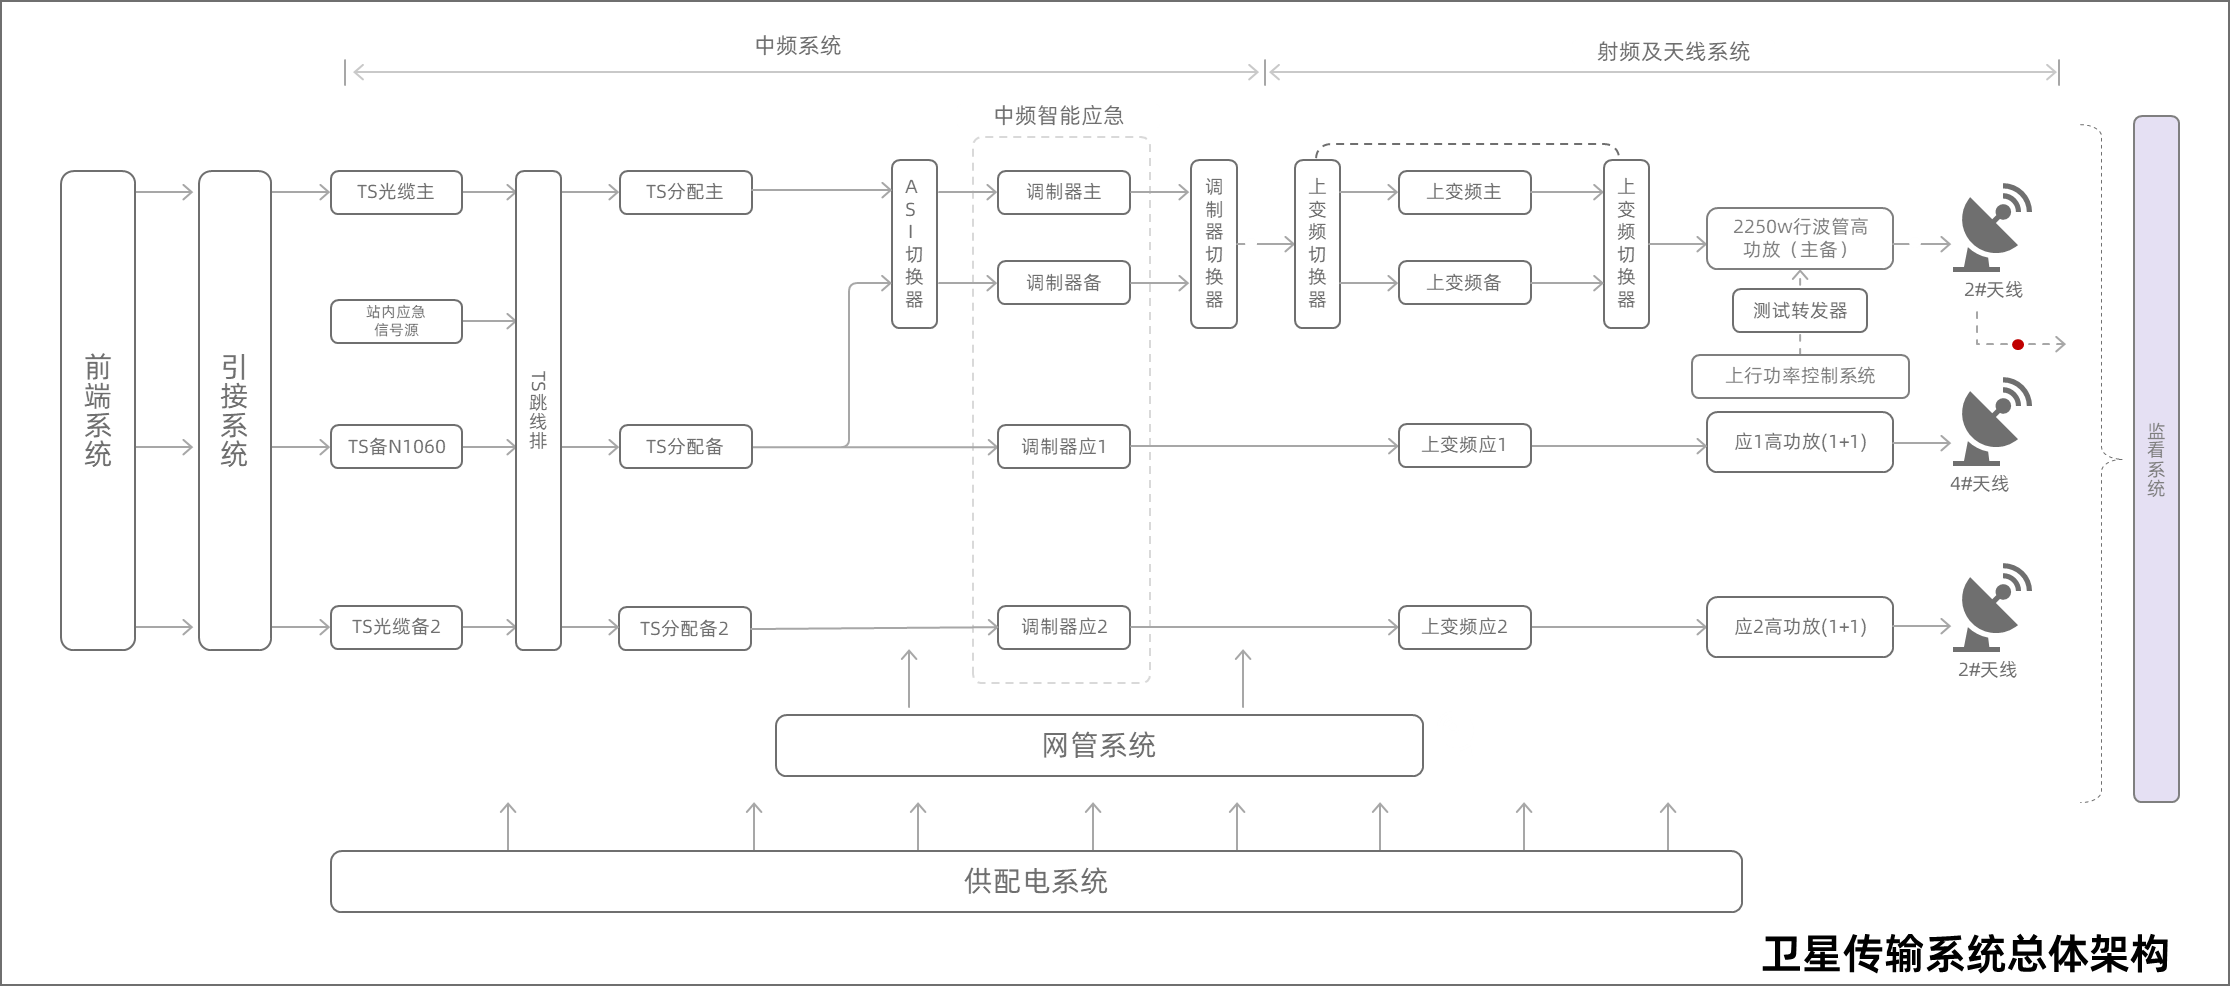 中频系统
射频及天线系统
中频智能应急
前端系统
引接系统
TS光缆主
站内应急
信号源
TS备N1060
TS光缆备2
TS跳线排
TS分配主
TS分配备
TS分配备2
ASI切换器
调制器主
调制器备
调制器应1
调制器应2
调制器切换器
上变频切换器
上变频主
上变频备
上变频应1
上变频应2
上变频切换器
2250w行波管高
功放（主备）
测试转发器
上行功率控制系统
应1高功放(1+1)
应2高功放(1+1)
2#天线
4#天线
2#天线
监看系统
网管系统
供配电系统
卫星传输系统总体架构